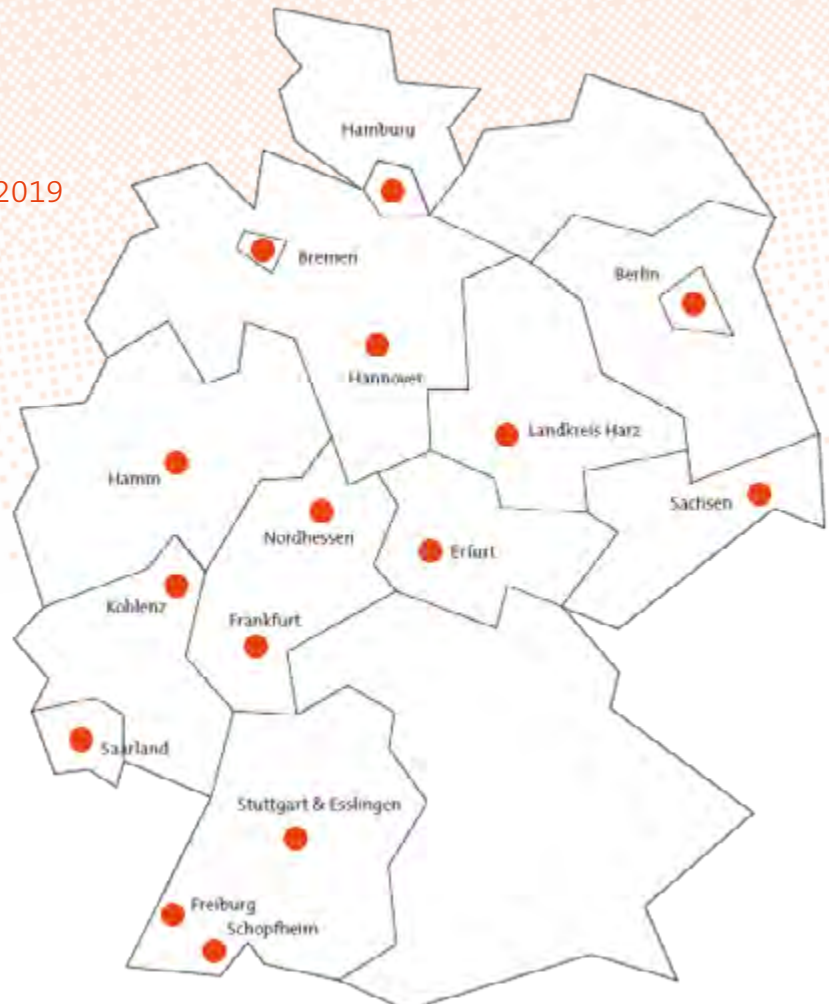 Hamburg
2019
Bremen
Berlin
Hannover
Landkreis Harz
Hamm
Sachsen
Nordhessen
Erfurt
Koblenz
Frankfurt
Saarland
Stuttgart & Esslingen
Freiburg
Schopfheim